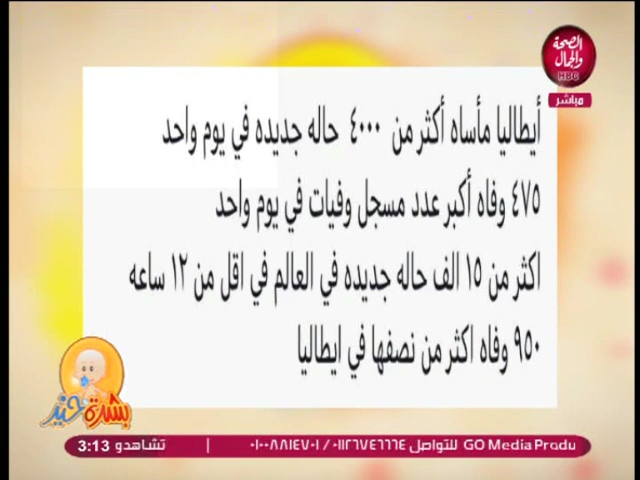 الصحة
والجمال
HBC
مباشر
أيطاليا مأساه أكثر من ٤٠٠٠ حاله جديده في يوم واحد
٤٧٥ وفاه أكبر عدد مسجل وفيات في يوم واحد
اكثر من ١٥ الف حاله جديده في العالم في اقل من ١٢ ساعه
٩٥٠ وفاه اكثر من نصفها في ايطاليا
بشرة خير
GO Media Produ للتواصل ٠١١٢٦٧٤٦٦٦٤ / ٠١٠٠٨٨١٤٧٠١ | تشاهدو 3:13